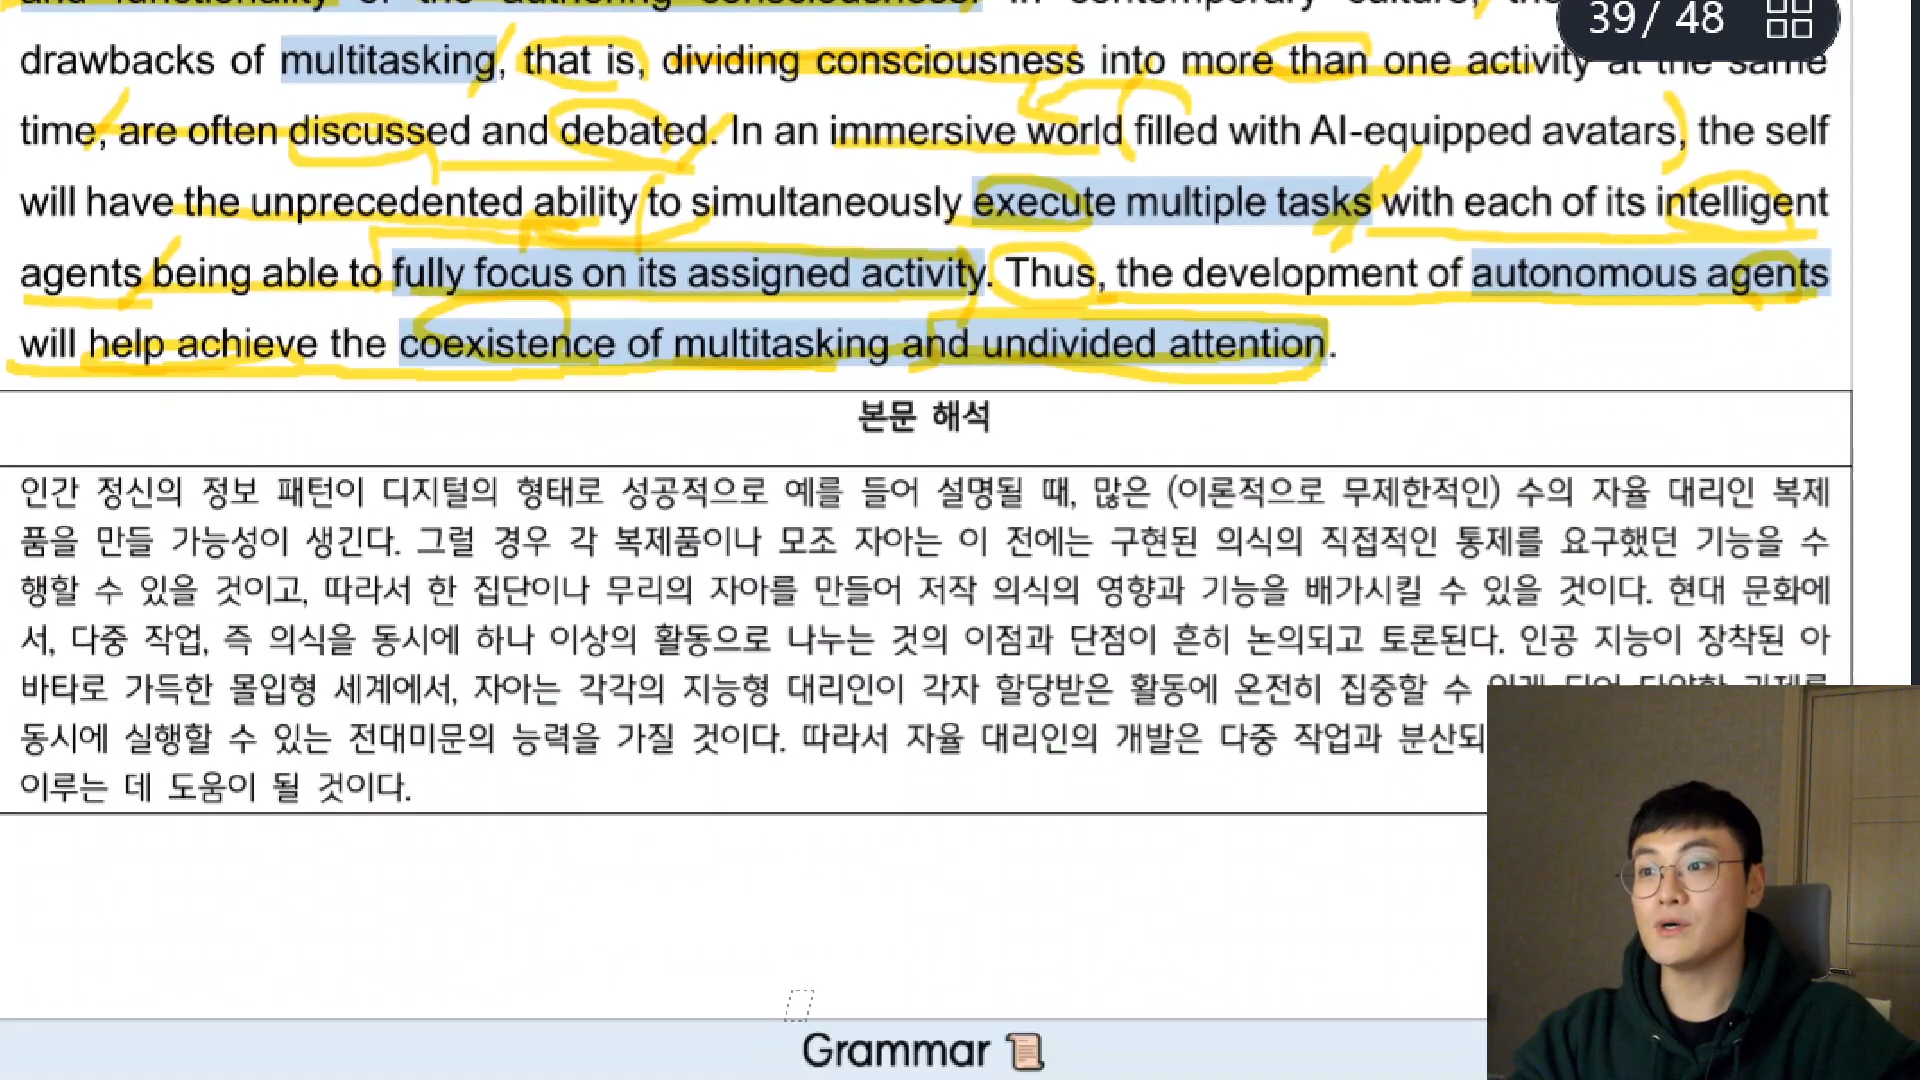 and functionality of the authoring consciousness. In contemporary culture, the
39/ 48
drawbacks of multitasking, that is, dividing consciousness into more than one activity at the same
time, are often discussed and debated. In an immersive world filled with AI-equipped avatars, the self
will have the unprecedented ability to simultaneously execute multiple tasks with each of its intelligent
agents being able to fully focus on its assigned activity. Thus, the development of autonomous agents
will help achieve the coexistence of multitasking and undivided attention.
본문 해석
인간 정신의 정보 패턴이 디지털의 형태로 성공적으로 예를 들어 설명될 때, 많은 (이론적으로 무제한적인) 수의 자율 대리인 복제
품을 만들 가능성이 생긴다. 그럴 경우 각 복제품이나 모조 자아는 이 전에는 구현된 의식의 직접적인 통제를 요구했던 기능을 수
행할 수 있을 것이고, 따라서 한 집단이나 무리의 자아를 만들어 저작 의식의 영향과 기능을 배가시킬 수 있을 것이다. 현대 문화에
서, 다중 작업, 즉 의식을 동시에 하나 이상의 활동으로 나누는 것의 이점과 단점이 흔히 논의되고 토론된다. 인공 지능이 장착된 아
바타로 가득한 몰입형 세계에서, 자아는 각각의 지능형 대리인이 각자 할당받은 활동에 온전히 집중할 수
동시에 실행할 수 있는 전대미문의 능력을 가질 것이다. 따라서 자율 대리인의 개발은 다중 작업과 분산되
이루는 데 도움이 될 것이다.
Grammar